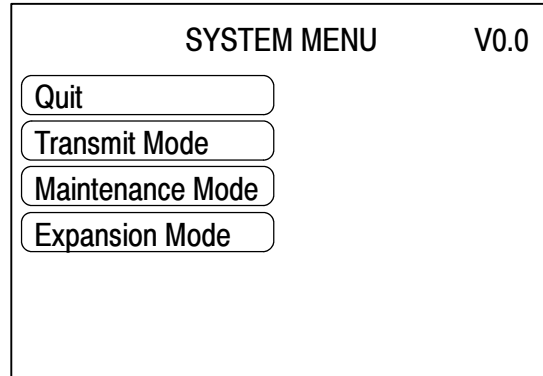 SYSTEM MENU V0.0
Quit
Transmit Mode
Maintenance Mode
Expansion Mode